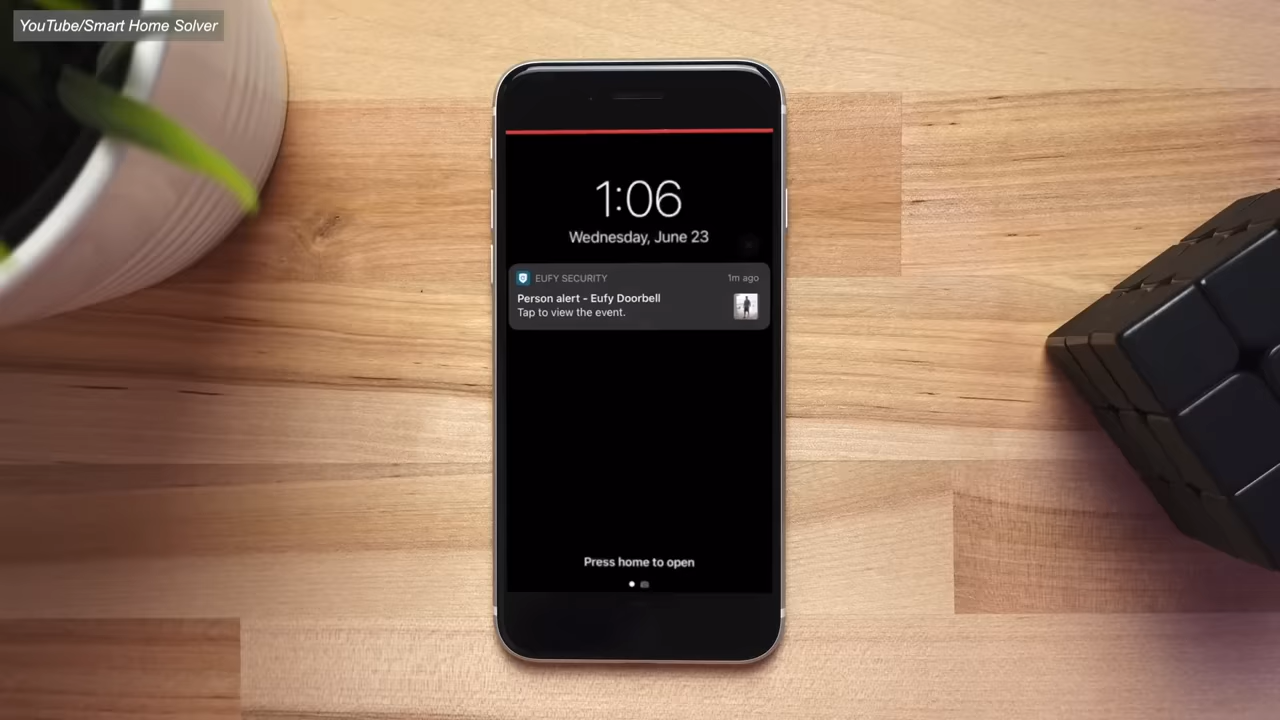 YouTube/Smart Home Solver
1:06
Wednesday, June 23
EUFY SECURITY
1m ago
Person alert - Eufy Doorbell
Tap to view the event.
Press home to open